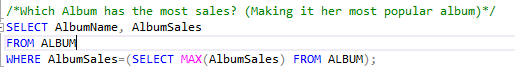 /*Which Album has the most sales? (Making it her most popular album)*/
SELECT AlbumName, AlbumSales
FROM ALBUM
WHERE AlbumSales=(SELECT MAX(AlbumSales) FROM ALBUM);